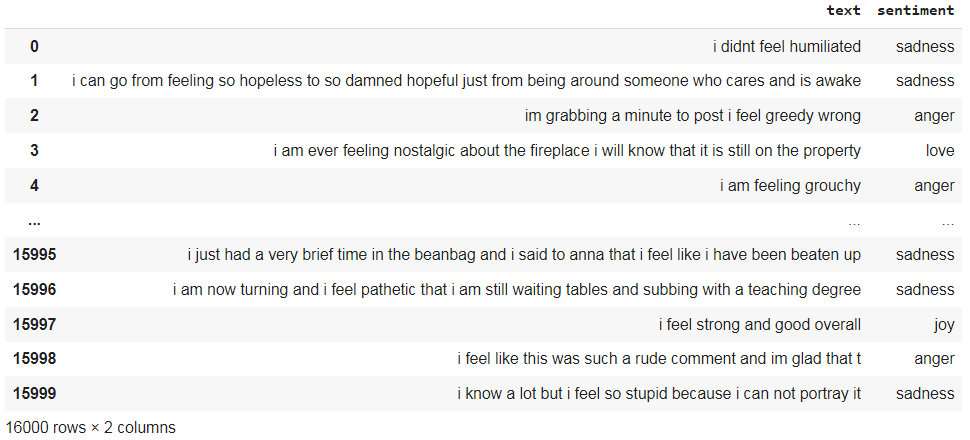 text sentiment
0 i didnt feel humiliated sadness
1 i can go from feeling so hopeless to so damned hopeful just from being around someone who cares and is awake sadness
2 im grabbing a minute to post i feel greedy wrong anger
3 i am ever feeling nostalgic about the fireplace i will know that it is still on the property love
4 i am feeling grouchy anger
... ... ...
15995 i just had a very brief time in the beanbag and i said to anna that i feel like i have been beaten up sadness
15996 i am now turning and i feel pathetic that i am still waiting tables and subbing with a teaching degree sadness
15997 i feel strong and good overall joy
15998 i feel like this was such a rude comment and im glad that t anger
15999 i know a lot but i feel so stupid because i can not portray it sadness
16000 rows × 2 columns